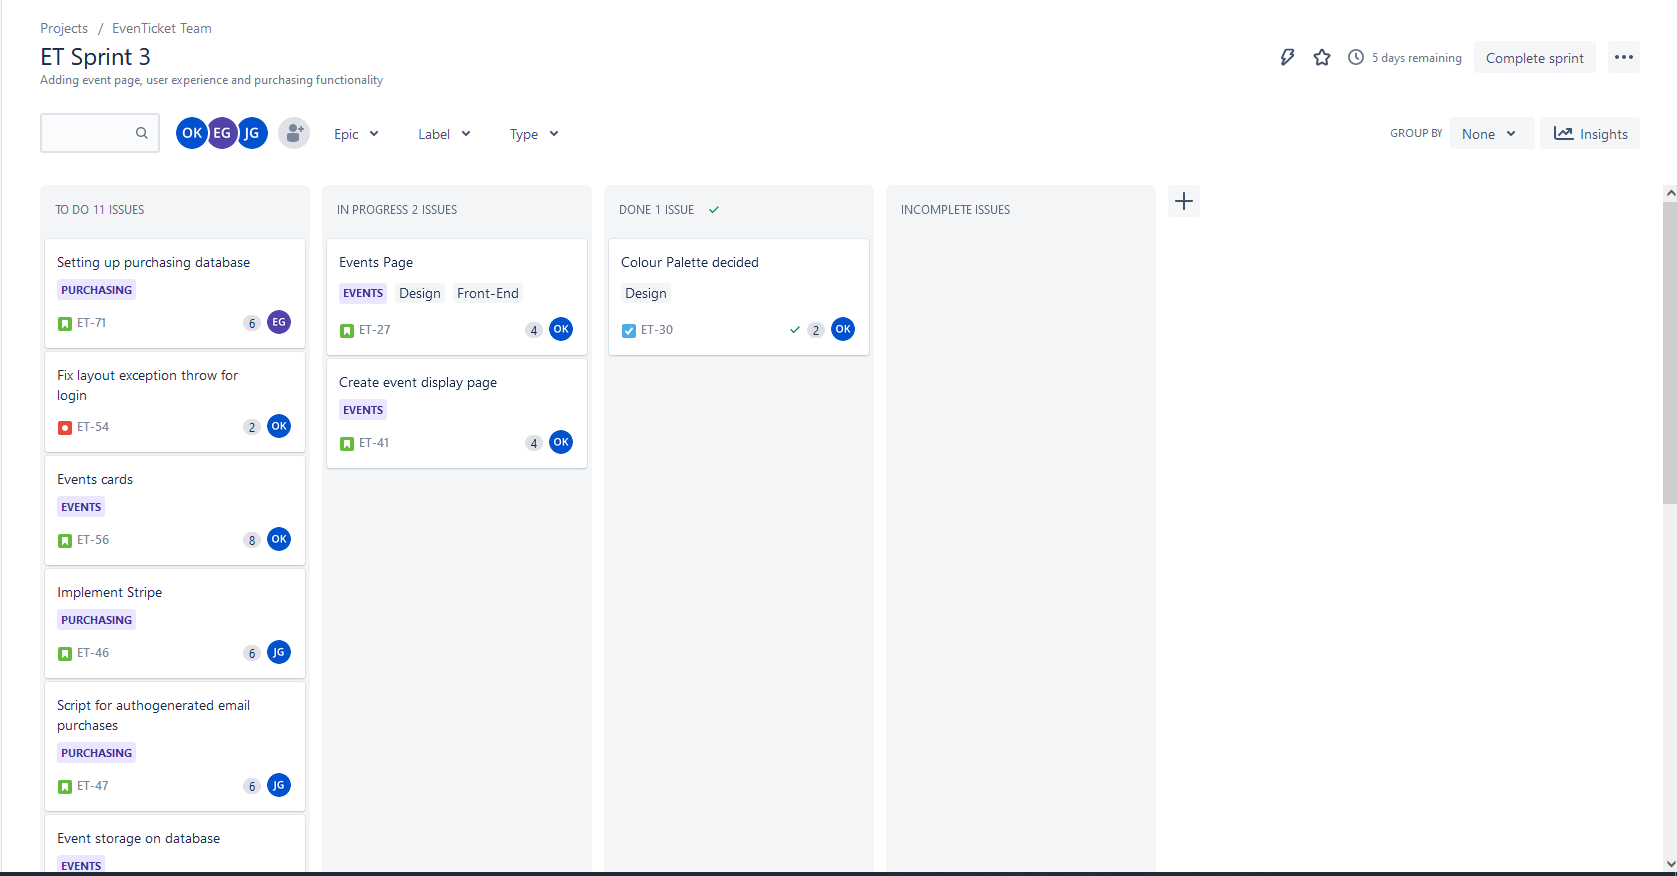 Projects / EvenTicket Team
ET Sprint 3
Adding event page, user experience and purchasing functionality
5 days remaining
Complete sprint
OK EG JG
Epic
Label
Type
GROUP BY
None
Insights
TO DO 11 ISSUES
Setting up purchasing database
PURCHASING
ET-71
6 EG
Fix layout exception throw for
login
ET-54
2 OK
Events cards
EVENTS
ET-56
8 OK
Implement Stripe
PURCHASING
ET-46
6 JG
Script for authogenerated email
purchases
PURCHASING
ET-47
6 JG
Event storage on database
EVENTS
IN PROGRESS 2 ISSUES
Events Page
EVENTS Design Front-End
ET-27
4 OK
Create event display page
EVENTS
ET-41
4 OK
DONE 1 ISSUE
Colour Palette decided
Design
ET-30
2 OK
INCOMPLETE ISSUES